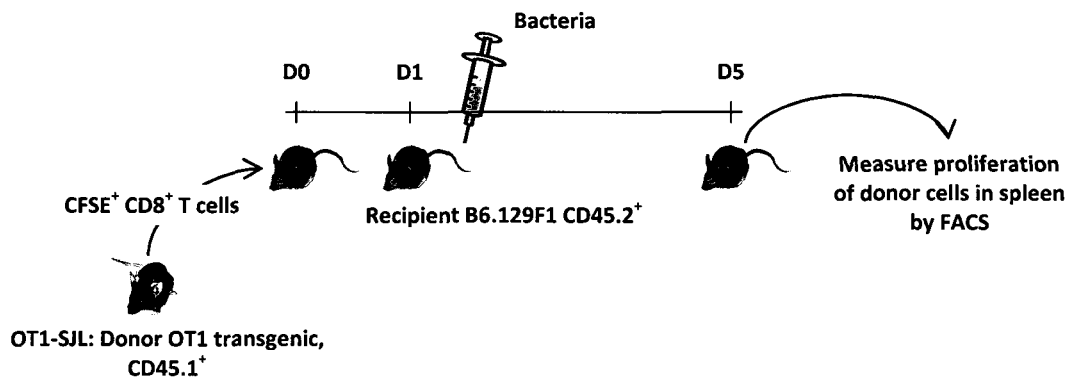 Bacteria
D0 D1 D5
CFSE⁺ CD8⁺ T cells
Recipient B6.129F1 CD45.2⁺
Measure proliferation
of donor cells in spleen
by FACS
OT1-SJL: Donor OT1 transgenic,
CD45.1⁺